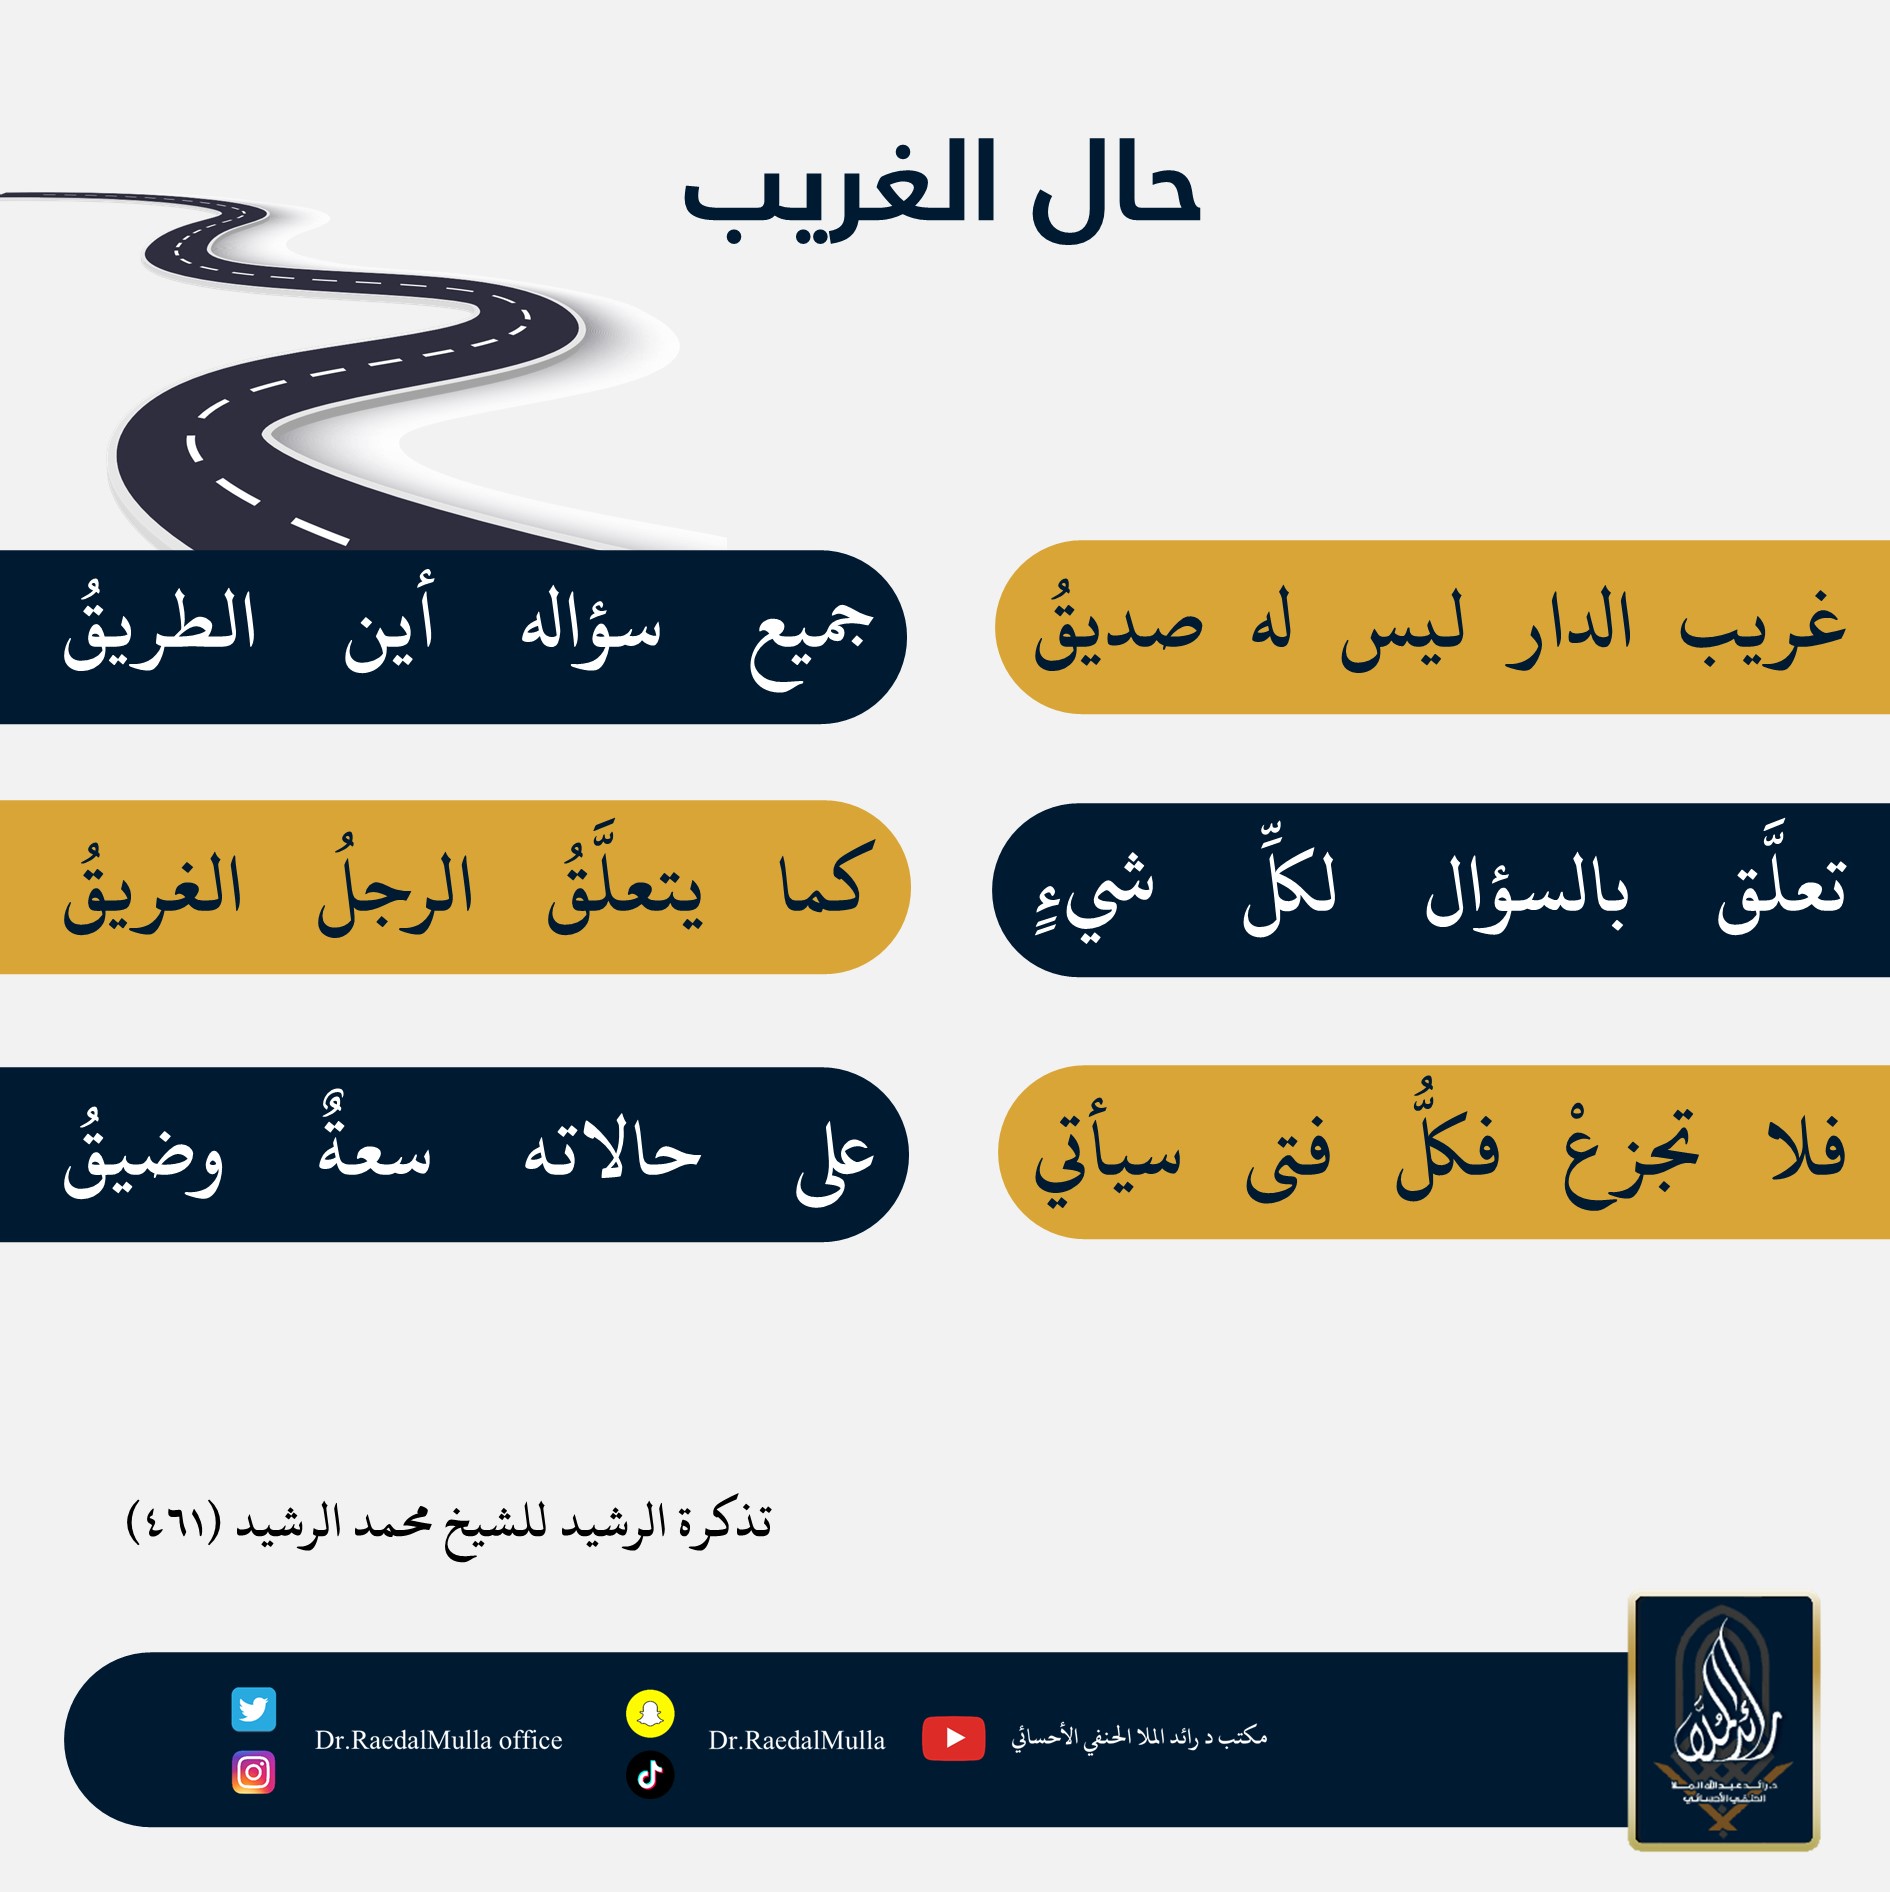 حال الغريب
غريب الدار ليس له صديقُ
جميع سؤاله أين الطريقُ
تعلَّق بالسؤال لكلِّ شيءٍ
كما يتعلَّقُ الرجلُ الغريقُ
فلا تجزعْ فكلُّ فتى سيأتي
على حالاته سعةٌ وضيقُ
تذكرة الرشيد للشيخ محمد الرشيد (٤٦١)
مكتب د رائد الملا الحنفي الأحسائي
Dr.RaedalMulla
Dr.RaedalMulla office
رائد الملا
د. رائد عبدالله الملا
الحنفي الأحسائي